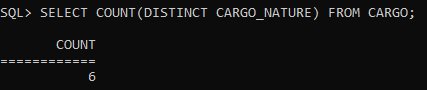 SQL> SELECT COUNT(DISTINCT CARGO_NATURE) FROM CARGO;
COUNT
============
6